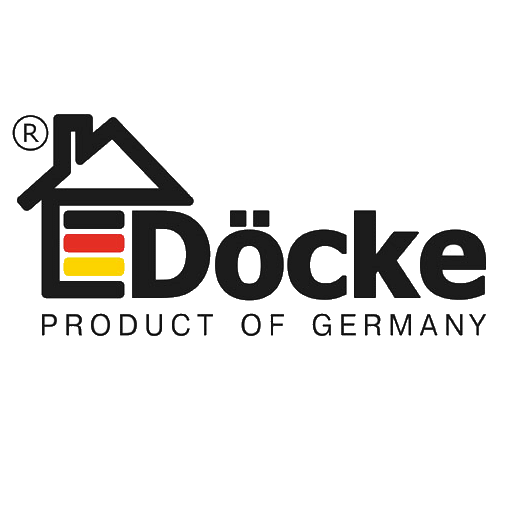 ®
Döcke
PRODUCT OF GERMANY